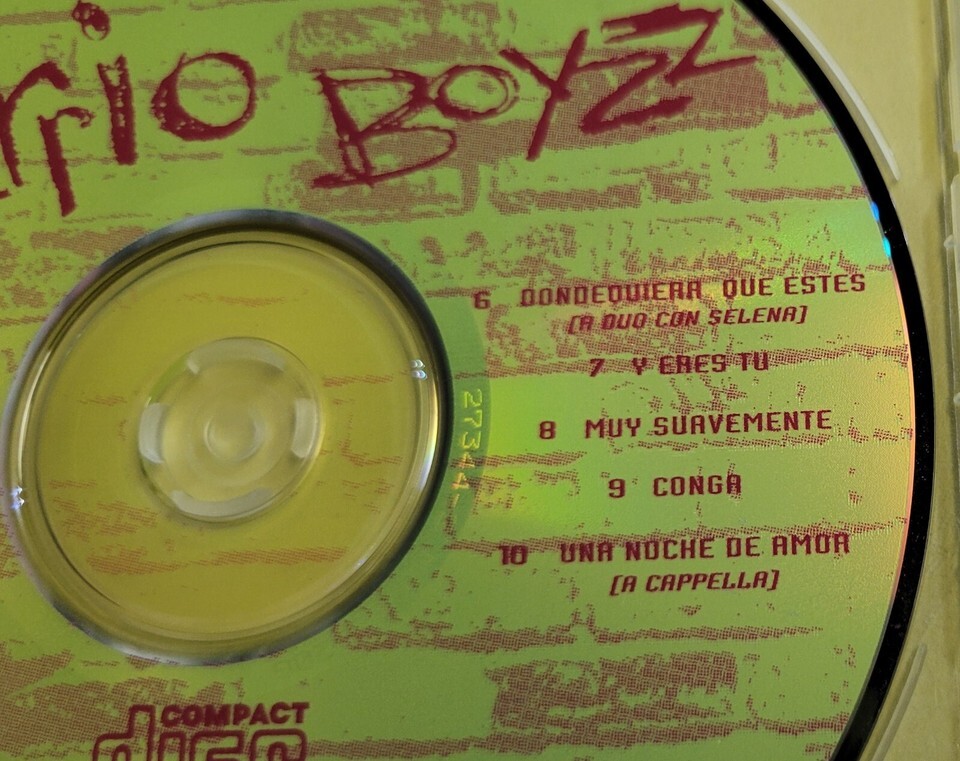 rrio BOYZZ
6 DONDEQUIERA QUE ESTES
[A DUO CON SELENA]
7 Y ERES TU
8 MUY SUAVEMENTE
27344-
9 CONGA
10 UNA NOCHE DE AMOR
[A CAPPELLA]
COMPACT
disc